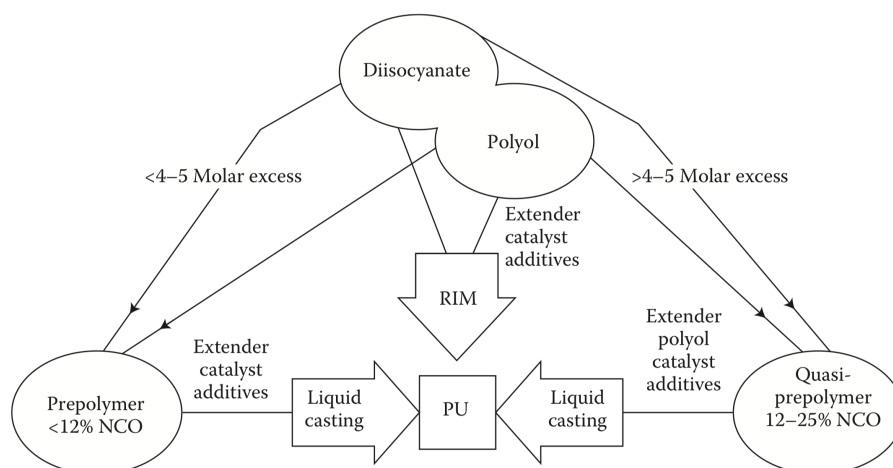 Diisocyanate
Polyol
<4–5 Molar excess
>4–5 Molar excess
Extender
catalyst
additives
RIM
Extender
catalyst
additives
Extender
polyol
catalyst
additives
Prepolymer
<12% NCO
Liquid
casting
PU
Liquid
casting
Quasi-
prepolymer
12–25% NCO